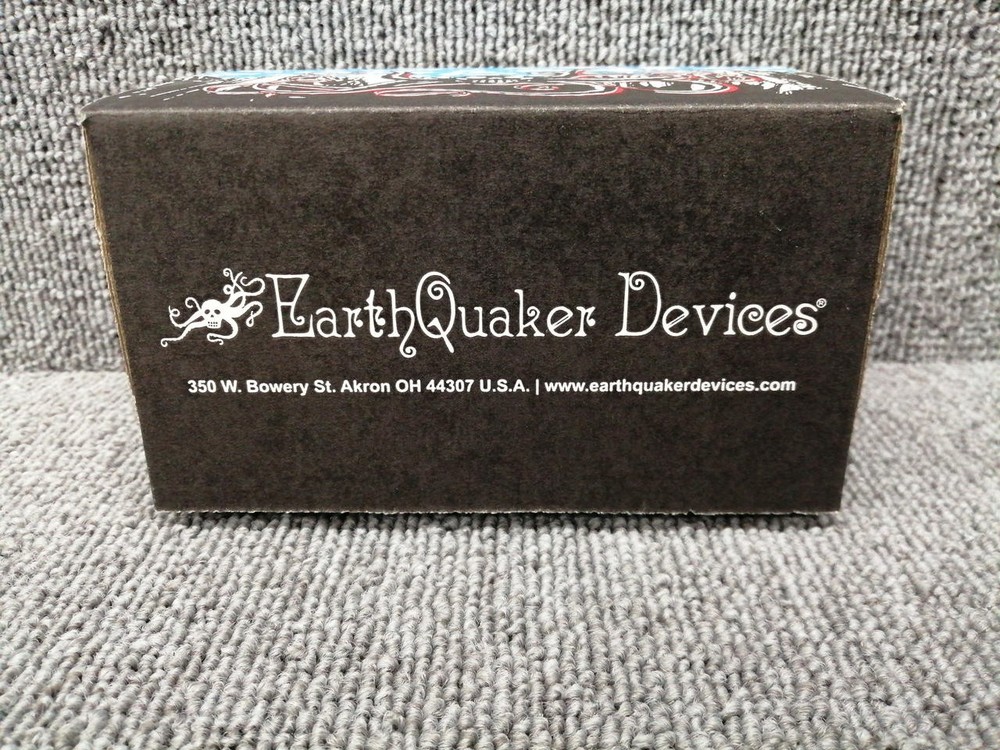 EarthQuaker Devices®
350 W. Bowery St. Akron OH 44307 U.S.A. | www.earthquakerdevices.com